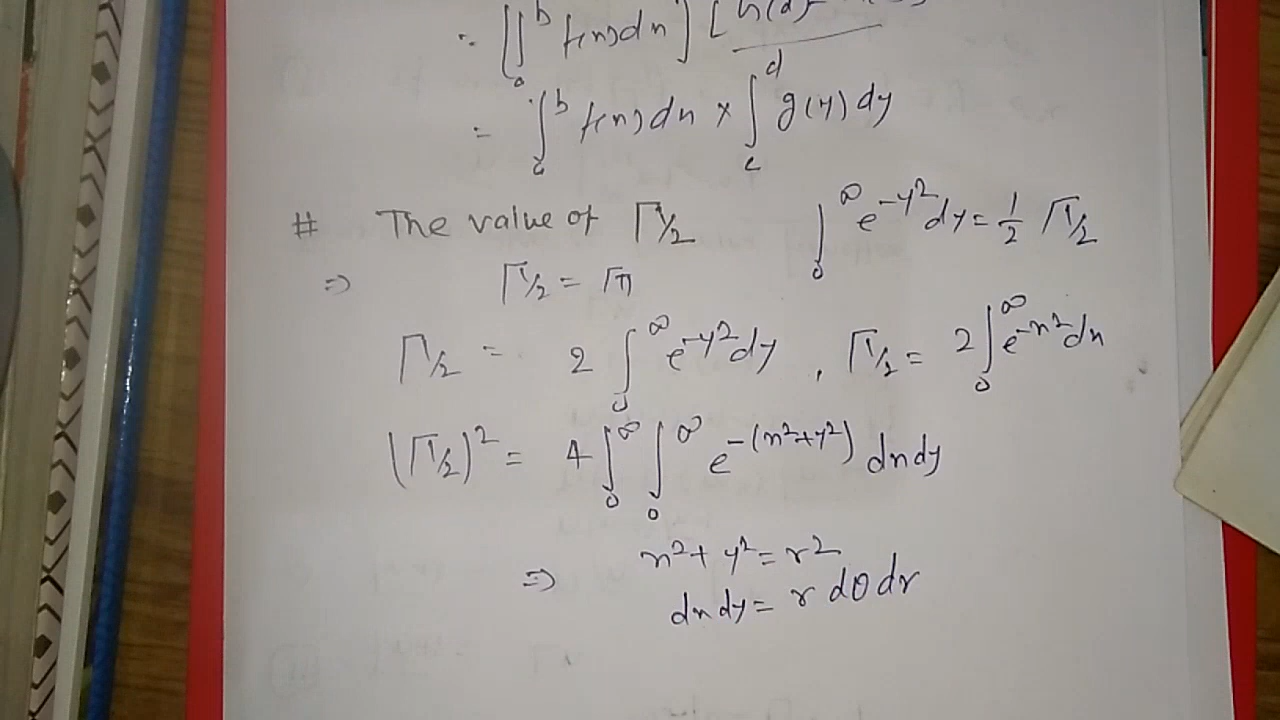 = [∫₀ᵇ f(x)dx] [
= ∫ₐᵇ f(x)dx × ∫ g(y) dy
c
d
# The value of Γ1/2 ∫₀^∞ e^-y² dy = 1/2 Γ1/2
⇒ Γ1/2 = √π
Γ1/2 = 2 ∫₀^∞ e^-y² dy , Γ1/2 = 2 ∫₀^∞ e^-x² dx
(Γ1/2)² = 4 ∫₀^∞ ∫₀^∞ e^-(x²+y²) dx dy
⇒ x² + y² = r²
dx dy = r dθ dr